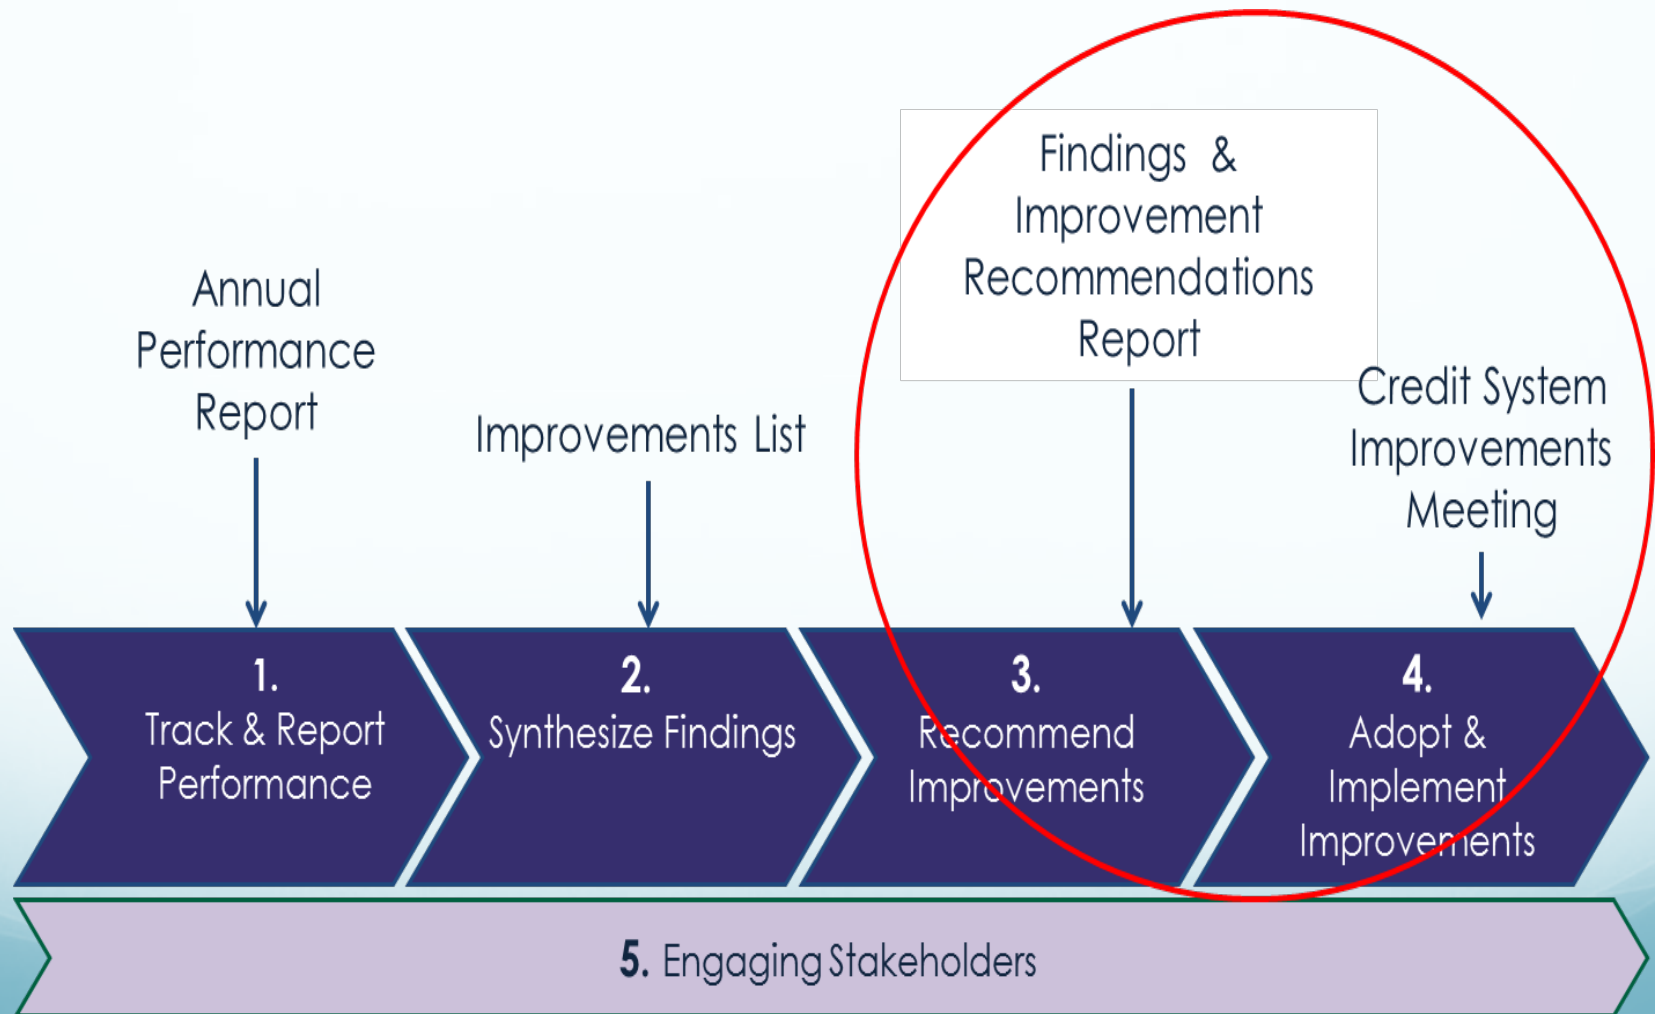 Annual
Performance
Report
Improvements List
Findings &
Improvement
Recommendations
Report
Credit System
Improvements
Meeting
1.
Track & Report
Performance
2.
Synthesize Findings
3.
Recommend
Improvements
4.
Adopt &
Implement
Improvements
5. Engaging Stakeholders